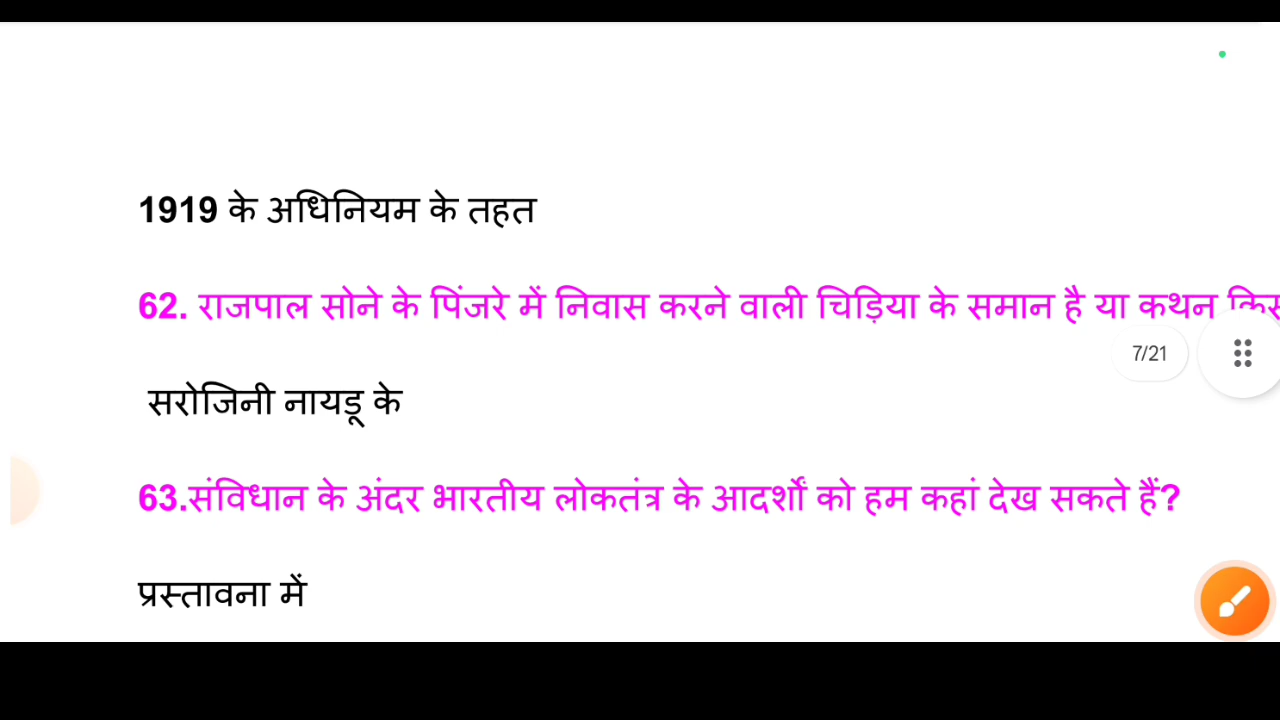 1919 के अधिनियम के तहत
62. राजपाल सोने के पिंजरे में निवास करने वाली चिड़िया के समान है या कथन
7/21
सरोजिनी नायडू के
63.संविधान के अंदर भारतीय लोकतंत्र के आदर्शों को हम कहां देख सकते हैं?
प्रस्तावना में